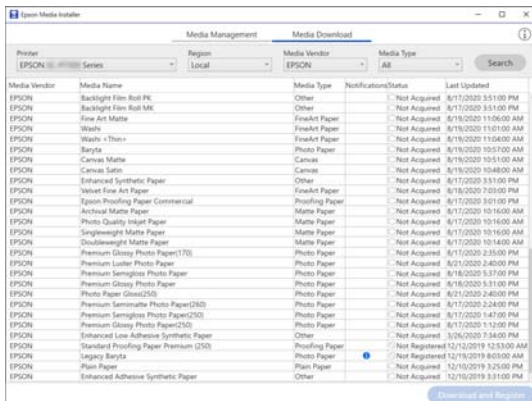 Epson Media Installer
Media Management Media Download
Printer Region Media Vendor Media Type
EPSON Series Local EPSON All Search
Media Vendor Media Name Media Type Notifications Status Last Updated
EPSON Backlight Film Roll PK Other Not Acquired 8/17/2020 3:51:00 PM
EPSON Backlight Film Roll MK Other Not Acquired 8/17/2020 3:51:00 PM
EPSON Fine Art Matte FineArt Paper Not Acquired 8/19/2020 11:06:00 AM
EPSON Washi FineArt Paper Not Acquired 8/19/2020 11:01:00 AM
EPSON Washi <Thin> FineArt Paper Not Acquired 8/19/2020 11:04:00 AM
EPSON Baryta Photo Paper Not Acquired 8/19/2020 10:57:00 AM
EPSON Canvas Matte Canvas Not Acquired 8/19/2020 10:51:00 AM
EPSON Canvas Satin Canvas Not Acquired 8/19/2020 10:48:00 AM
EPSON Enhanced Synthetic Paper Other Not Acquired 8/17/2020 3:51:00 PM
EPSON Velvet Fine Art Paper FineArt Paper Not Acquired 8/18/2020 7:03:00 PM
EPSON Epson Proofing Paper Commercial Proofing Paper Not Acquired 8/17/2020 3:01:00 PM
EPSON Archival Matte Paper Matte Paper Not Acquired 8/17/2020 10:16:00 AM
EPSON Photo Quality Inkjet Paper Matte Paper Not Acquired 8/17/2020 10:16:00 AM
EPSON Singleweight Matte Paper Matte Paper Not Acquired 8/17/2020 10:16:00 AM
EPSON Doubleweight Matte Paper Matte Paper Not Acquired 8/17/2020 10:14:00 AM
EPSON Premium Glossy Photo Paper(170) Photo Paper Not Acquired 8/17/2020 2:35:00 PM
EPSON Premium Luster Photo Paper Photo Paper Not Acquired 8/21/2020 2:40:00 PM
EPSON Premium Semigloss Photo Paper Photo Paper Not Acquired 8/18/2020 5:37:00 PM
EPSON Premium Glossy Photo Paper Photo Paper Not Acquired 8/18/2020 5:31:00 PM
EPSON Photo Paper Gloss(250) Photo Paper Not Acquired 8/21/2020 2:40:00 PM
EPSON Premium Semimatte Photo Paper(260) Photo Paper Not Acquired 8/17/2020 2:24:00 PM
EPSON Premium Semigloss Photo Paper(250) Photo Paper Not Acquired 8/17/2020 1:47:00 PM
EPSON Premium Glossy Photo Paper(250) Photo Paper Not Acquired 8/17/2020 1:12:00 PM
EPSON Enhanced Low Adhesive Synthetic Paper Other Not Acquired 3/26/2020 7:34:00 PM
EPSON Standard Proofing Paper Premium (250) Proofing Paper Not Registered 12/12/2019 12:53:00 AM
EPSON Legacy Baryta Photo Paper Not Registered 12/19/2019 8:03:00 AM
EPSON Plain Paper Plain Paper Not Acquired 12/10/2019 3:25:00 PM
EPSON Enhanced Adhesive Synthetic Paper Other Not Acquired 12/10/2019 3:31:00 PM
Download and Register